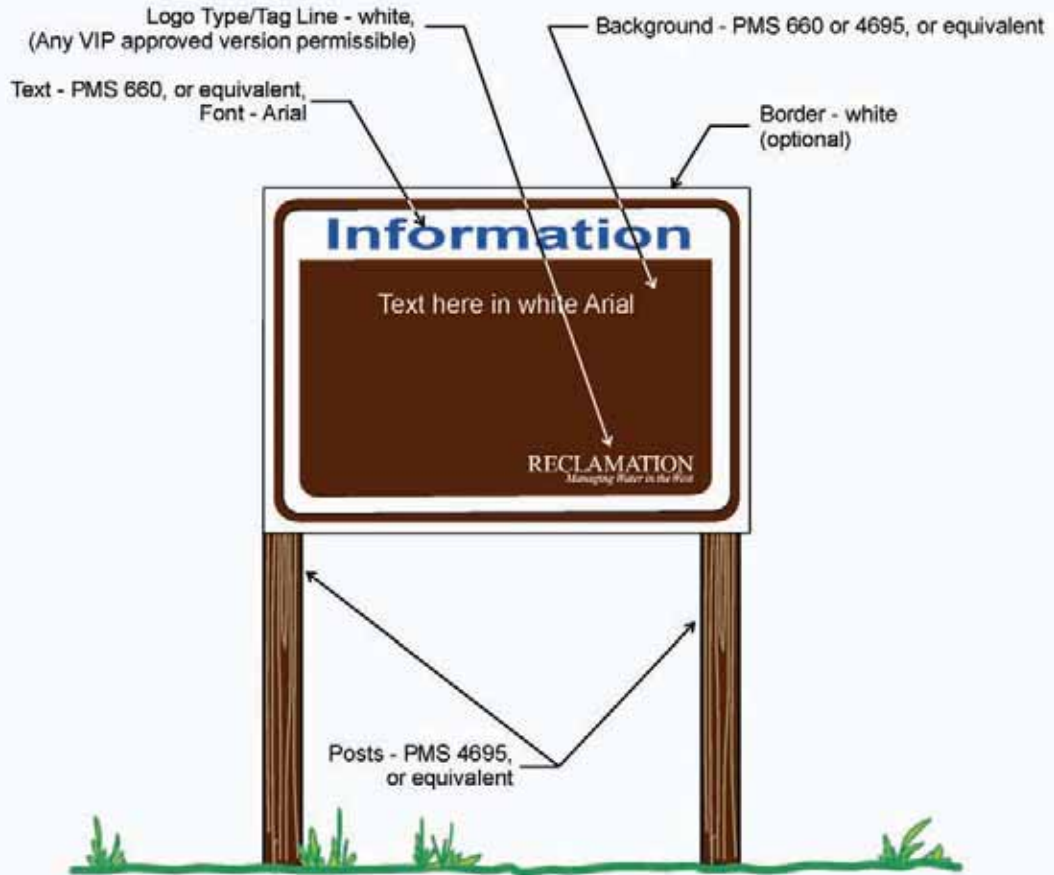 Logo Type/Tag Line - white,
(Any VIP approved version permissible)
Background - PMS 660 or 4695, or equivalent
Text - PMS 660, or equivalent,
Font - Arial
Border - white
(optional)
Information
Text here in white Arial
RECLAMATION
Managing Water in the West
Posts - PMS 4695,
or equivalent